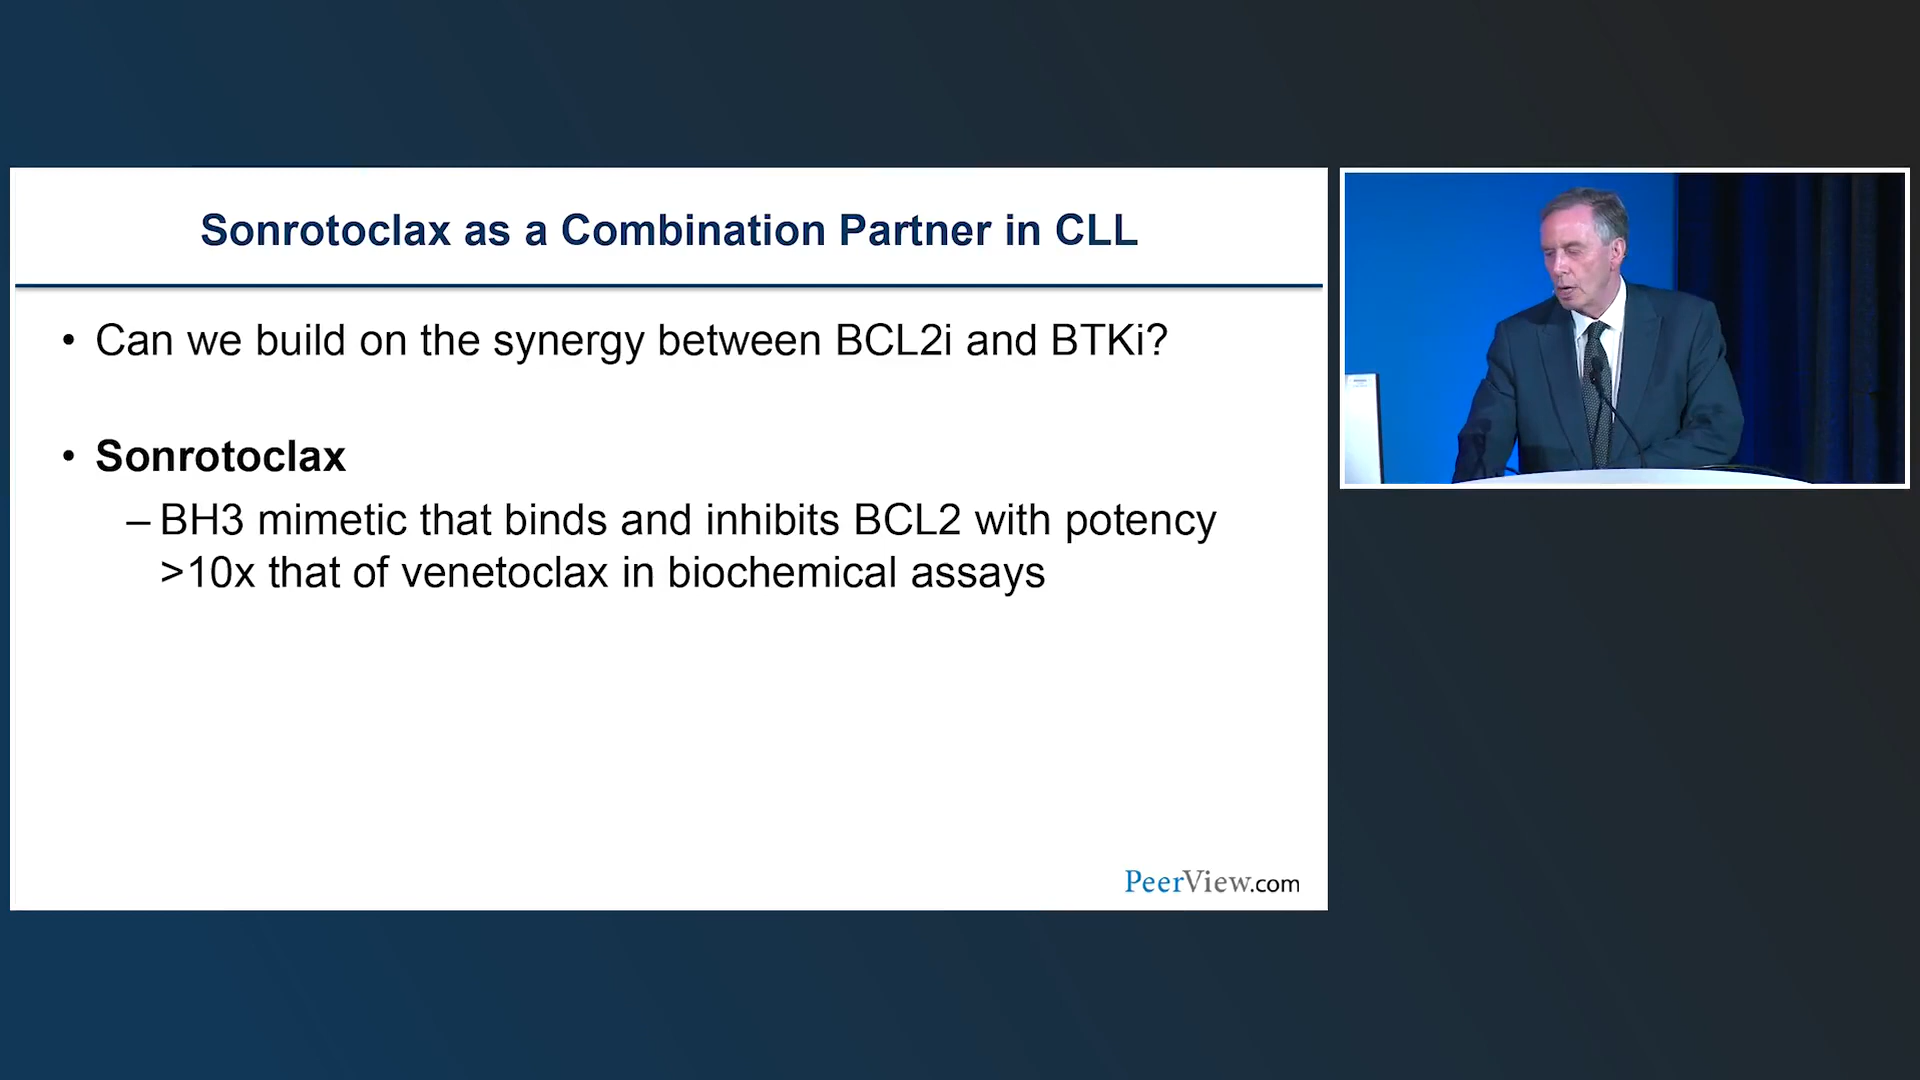 Sonrotoclax as a Combination Partner in CLL
• Can we build on the synergy between BCL2i and BTKi?
• Sonrotoclax
– BH3 mimetic that binds and inhibits BCL2 with potency
>10x that of venetoclax in biochemical assays
PeerView.com